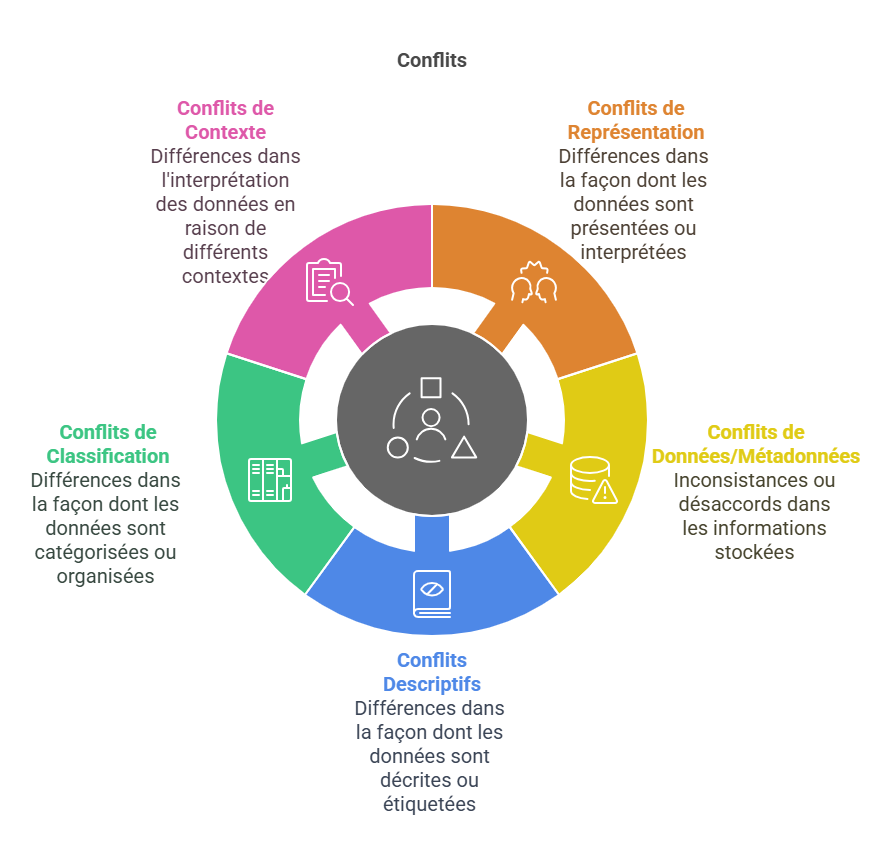 Conflits
Conflits de
Contexte
Différences dans
l'interprétation
des données en
raison de
différents
contextes
Conflits de
Représentation
Différences dans
la façon dont les
données sont
présentées ou
interprétées
Conflits de
Classification
Différences dans
la façon dont les
données sont
catégorisées ou
organisées
Conflits de
Données/Métadonnées
Inconsistances ou
désaccords dans
les informations
stockées
Conflits
Descriptifs
Différences dans
la façon dont les
données sont
décrites ou
étiquetées